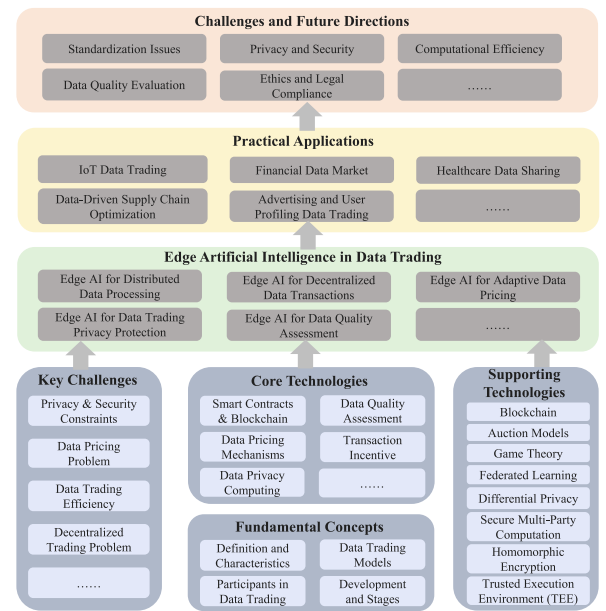 Challenges and Future Directions
Standardization Issues
Privacy and Security
Computational Efficiency
Data Quality Evaluation
Ethics and Legal
Compliance
......
Practical Applications
IoT Data Trading
Financial Data Market
Healthcare Data Sharing
Data-Driven Supply Chain
Optimization
Advertising and User
Profiling Data Trading
......
Edge Artificial Intelligence in Data Trading
Edge AI for Distributed
Data Processing
Edge AI for Decentralized
Data Transactions
Edge AI for Adaptive Data
Pricing
Edge AI for Data Trading
Privacy Protection
Edge AI for Data Quality
Assessment
......
Key Challenges
Privacy & Security
Constraints
Data Pricing
Problem
Data Trading
Efficiency
Decentralized
Trading Problem
......
Core Technologies
Smart Contracts
& Blockchain
Data Quality
Assessment
Data Pricing
Mechanisms
Transaction
Incentive
Data Privacy
Computing
......
Fundamental Concepts
Definition and
Characteristics
Data Trading
Models
Participants in
Data Trading
Development
and Stages
Supporting
Technologies
Blockchain
Auction Models
Game Theory
Federated Learning
Differential Privacy
Secure Multi-Party
Computation
Homomorphic
Encryption
Trusted Execution
Environment (TEE)